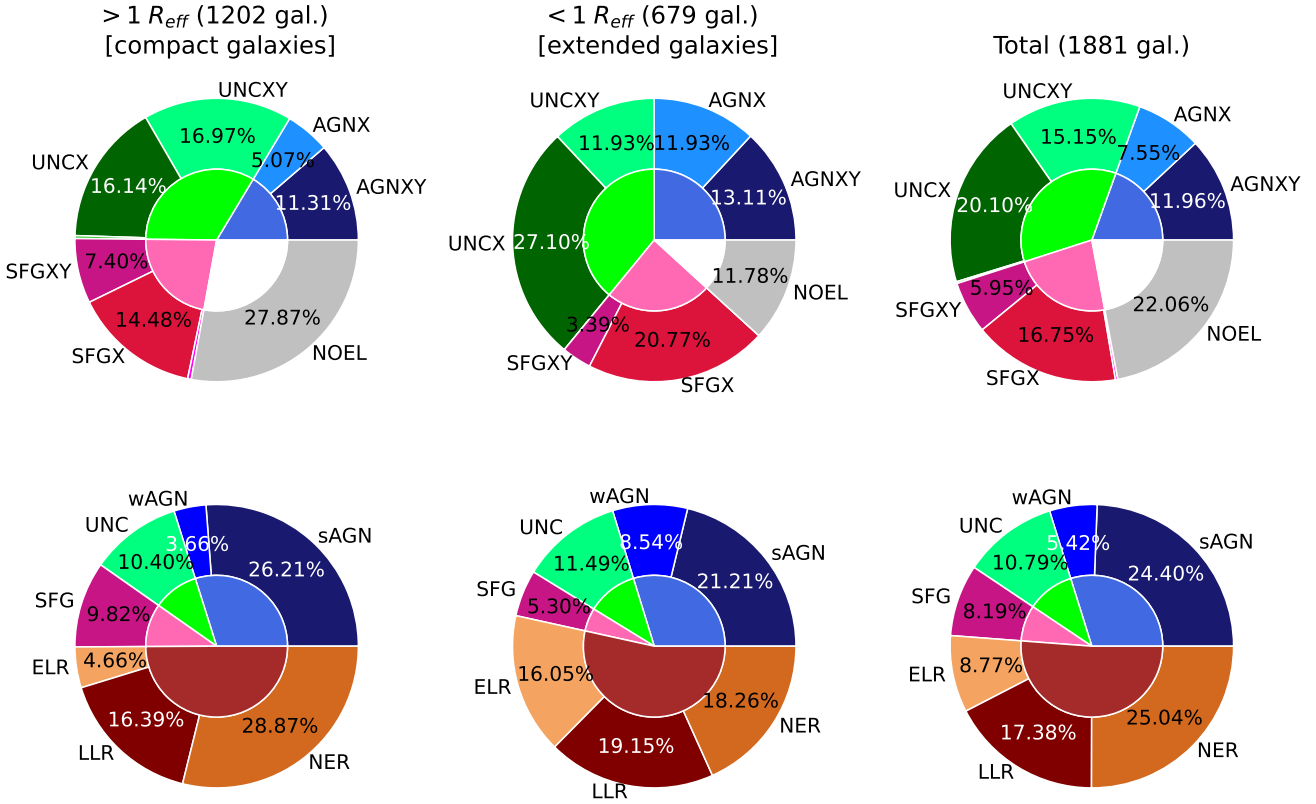 > 1 R_eff (1202 gal.)
[compact galaxies]
< 1 R_eff (679 gal.)
[extended galaxies]
Total (1881 gal.)
UNCXY
16.97%
AGNX
5.07%
AGNXY
11.31%
UNCX
16.14%
SFGXY
7.40%
SFGX
14.48%
NOEL
27.87%
UNCXY
11.93%
AGNX
11.93%
AGNXY
13.11%
UNCX
27.10%
SFGXY
3.39%
SFGX
20.77%
NOEL
11.78%
UNCXY
15.15%
AGNX
7.55%
AGNXY
11.96%
UNCX
20.10%
SFGXY
5.95%
SFGX
16.75%
NOEL
22.06%
wAGN
3.66%
sAGN
26.21%
UNC
10.40%
SFG
9.82%
ELR
4.66%
LLR
16.39%
NER
28.87%
wAGN
8.54%
sAGN
21.21%
UNC
11.49%
SFG
5.30%
ELR
16.05%
LLR
19.15%
NER
18.26%
wAGN
5.42%
sAGN
24.40%
UNC
10.79%
SFG
8.19%
ELR
8.77%
LLR
17.38%
NER
25.04%